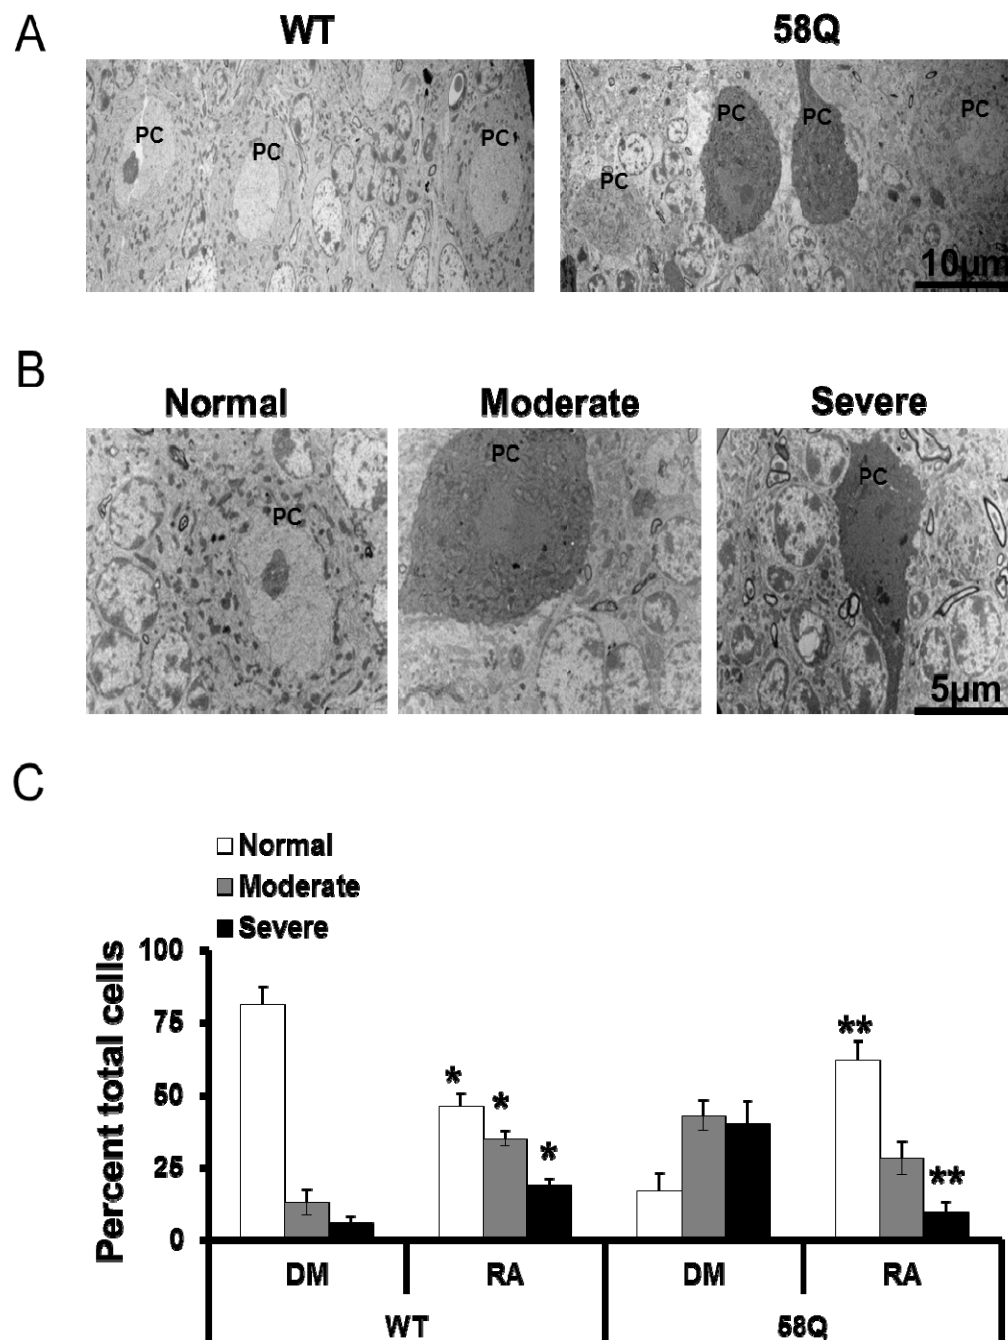 A
WT 58Q
PC PC PC PC PC PC PC
10µm
B
Normal Moderate Severe
PC PC PC
5µm
C
Normal
Moderate
Severe
Percent total cells
100
75
50
25
0
* * * ** **
DM RA DM RA
WT 58Q